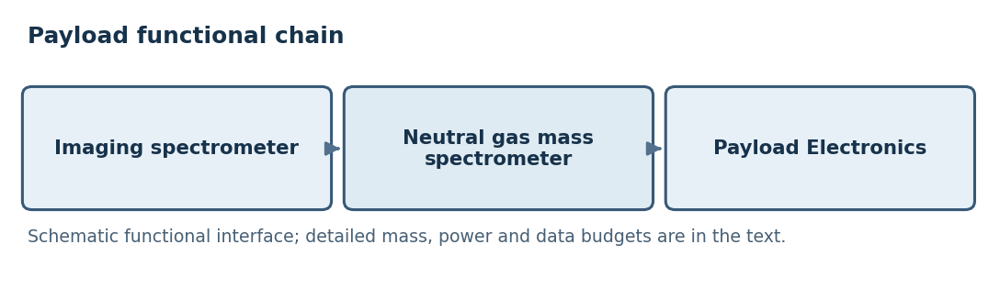 Payload functional chain
Imaging spectrometer
Neutral gas mass
spectrometer
Payload Electronics
Schematic functional interface; detailed mass, power and data budgets are in the text.